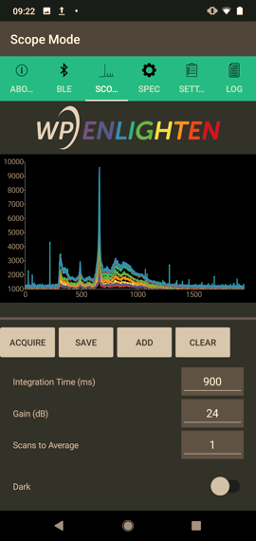 09:22
Scope Mode
ABO... BLE SCO... SPEC SETT... LOG
WP ENLIGHTEN
10000
9000
8000
7000
6000
5000
4000
3000
2000
1000
0 500 1000 1500
ACQUIRE SAVE ADD CLEAR
Integration Time (ms) 900
Gain (dB) 24
Scans to Average 1
Dark